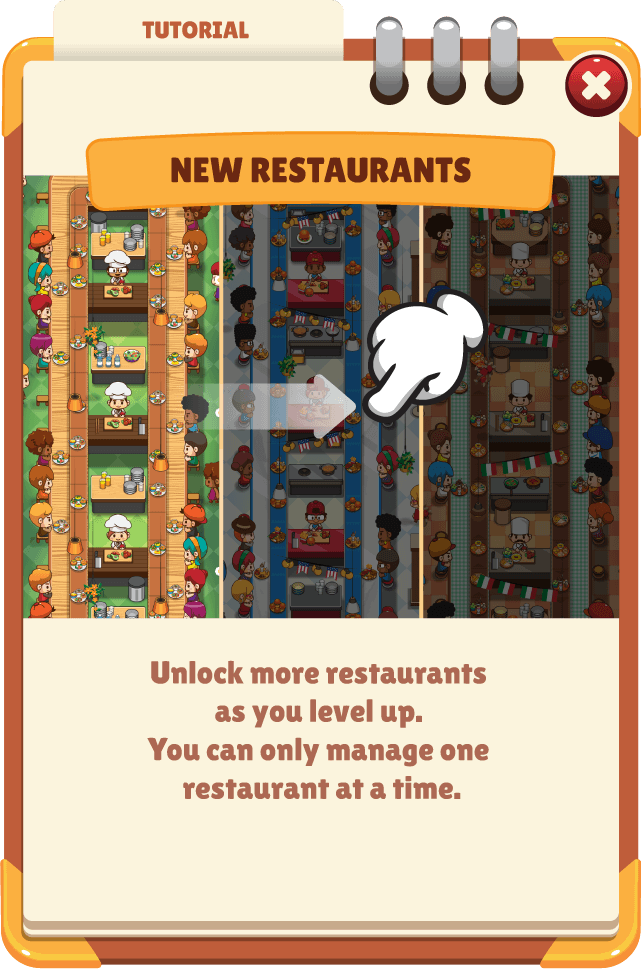 TUTORIAL
NEW RESTAURANTS
Unlock more restaurants
as you level up.
You can only manage one
restaurant at a time.